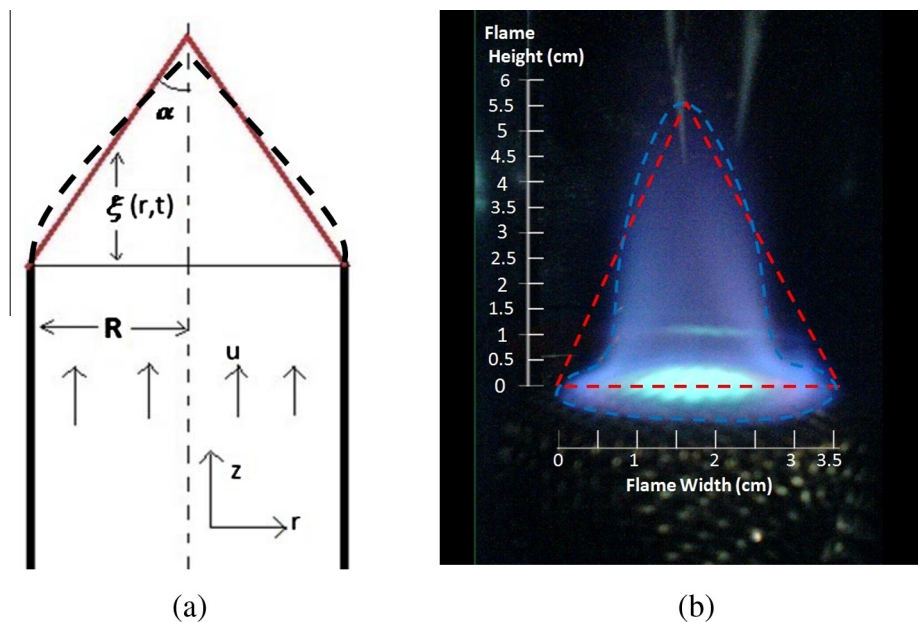 α
ξ (r,t)
R
u
z
r
(a)
Flame
Height (cm)
6
5.5
5
4.5
4
3.5
3
2.5
2
1.5
1
0.5
0
0 1 2 3 3.5
Flame Width (cm)
(b)